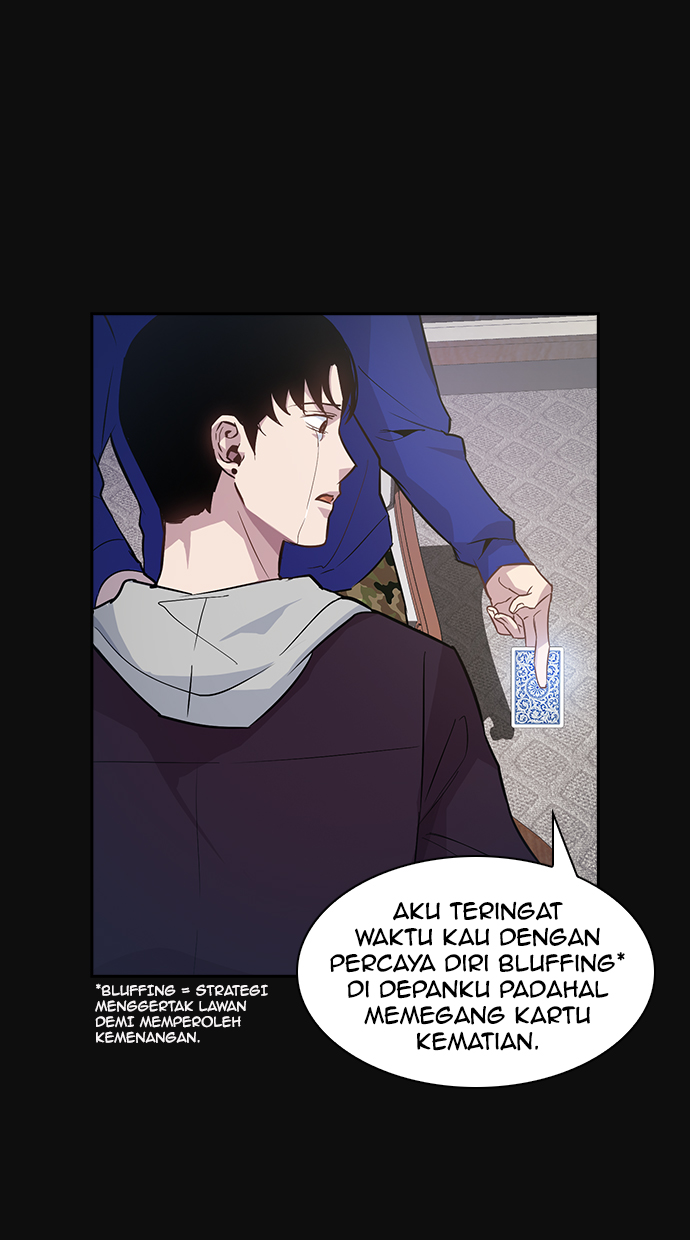 AKU TERINGAT
WAKTU KAU DENGAN
PERCAYA DIRI BLUFFING*
DI DEPANKU PADAHAL
MEMEGANG KARTU
KEMATIAN.
*BLUFFING = STRATEGI
MENGGERTAK LAWAN
DEMI MEMPEROLEH
KEMENANGAN.